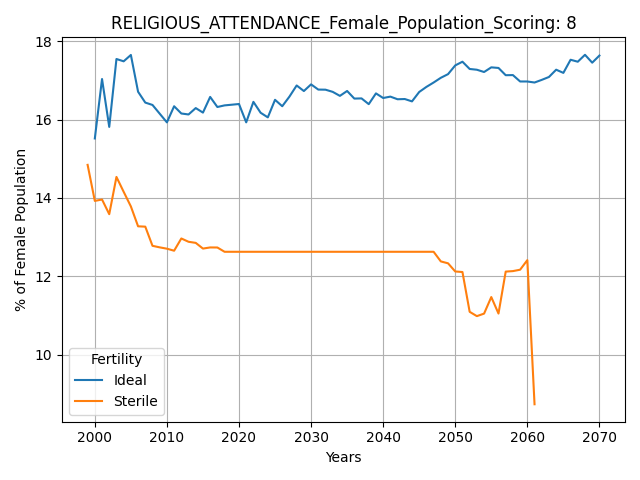 RELIGIOUS_ATTENDANCE_Female_Population_Scoring: 8
% of Female Population
18
16
14
12
10
Fertility
Ideal
Sterile
2000 2010 2020 2030 2040 2050 2060 2070
Years